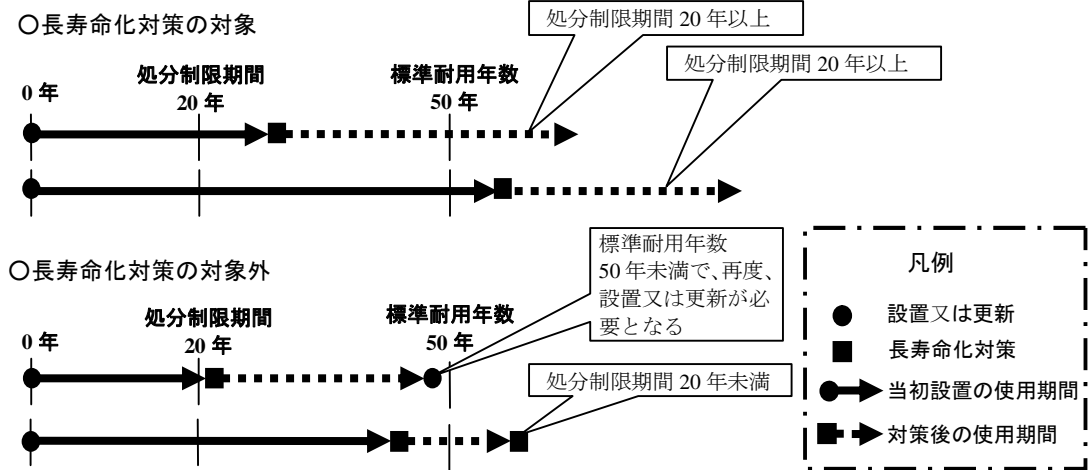 〇長寿命化対策の対象
処分制限期間 20 年以上
処分制限期間 20 年以上
0 年
処分制限期間
20 年
標準耐用年数
50 年
〇長寿命化対策の対象外
標準耐用年数
50 年未満で、再度、
設置又は更新が必
要となる
0 年
処分制限期間
20 年
標準耐用年数
50 年
処分制限期間 20 年未満
凡例
設置又は更新
長寿命化対策
当初設置の使用期間
対策後の使用期間